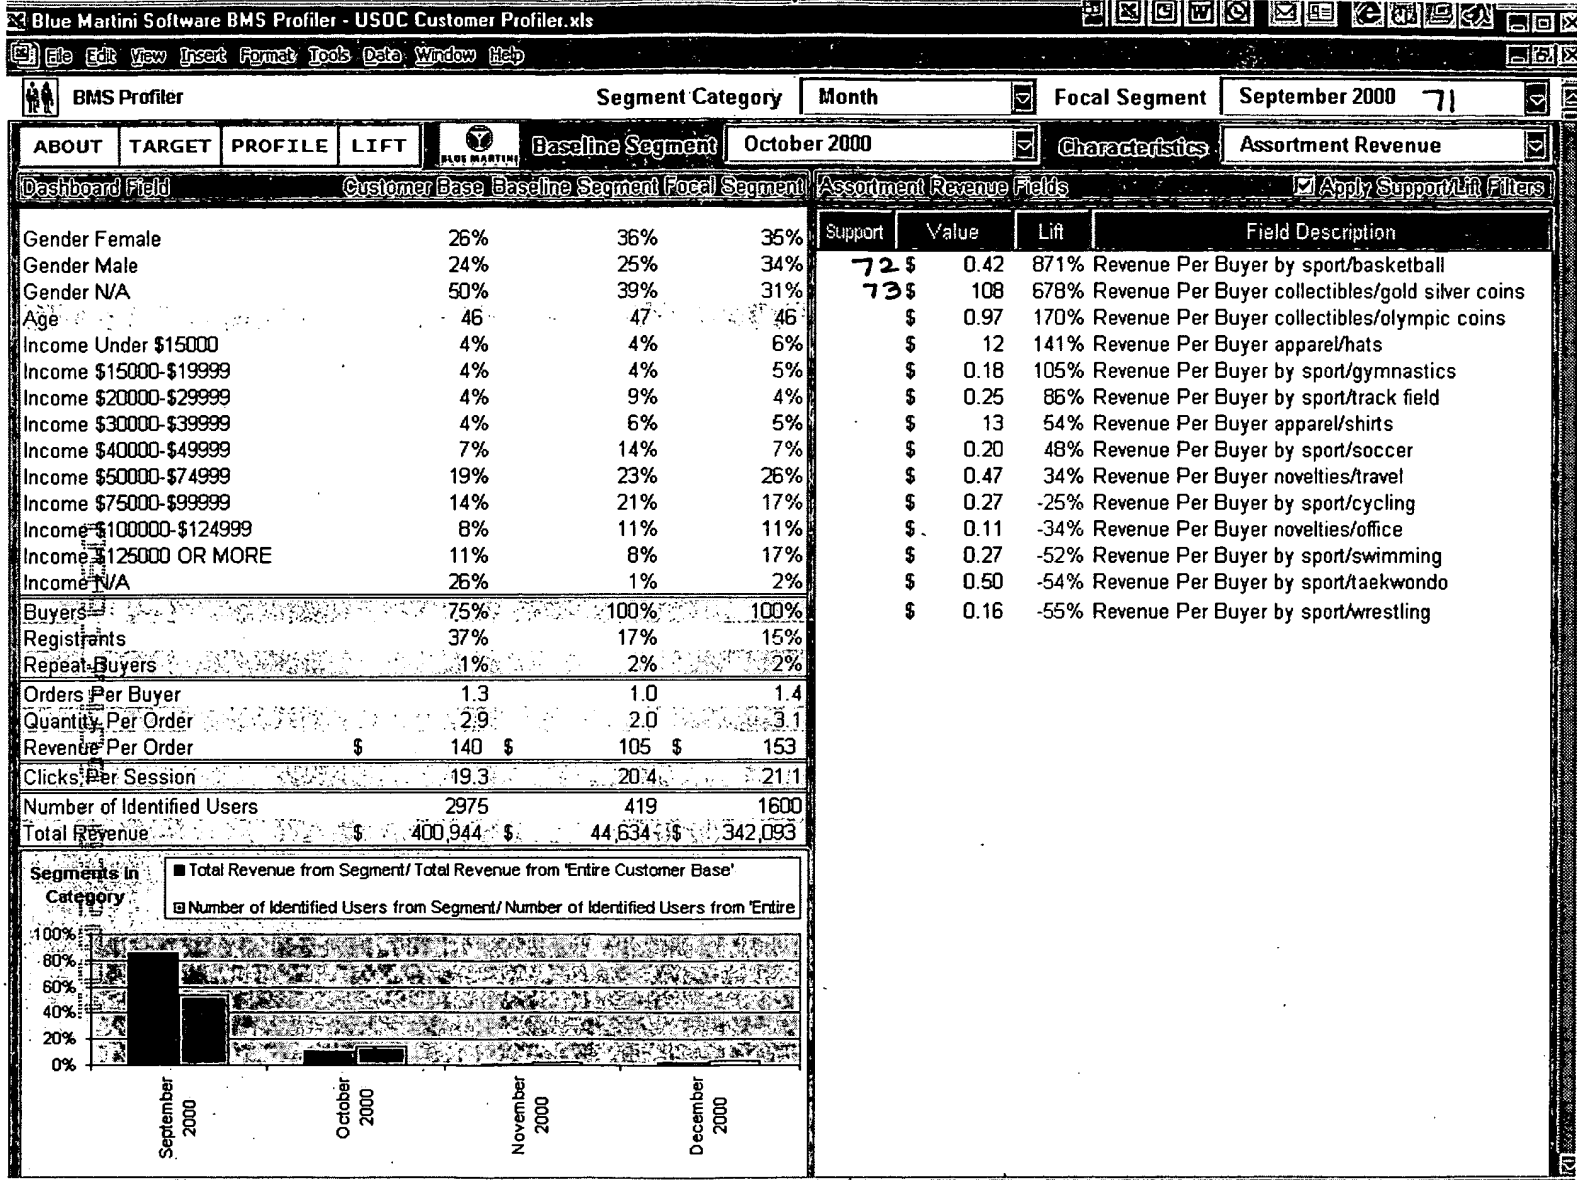 Blue Martini Software BMS Profiler - USOC Customer Profiler.xls
File Edit View Insert Format Tools Data Window Help
BMS Profiler Segment Category Month Focal Segment September 2000 71
ABOUT TARGET PROFILE LIFT BLUE MARTINI Baseline Segment October 2000 Characteristics Assortment Revenue
Dashboard Field Customer Base Baseline Segment Focal Segment
Gender Female 26% 36% 35%
Gender Male 24% 25% 34%
Gender N/A 50% 39% 31%
Age 46 47 46
Income Under $15000 4% 4% 6%
Income $15000-$19999 4% 4% 5%
Income $20000-$29999 4% 9% 4%
Income $30000-$39999 4% 6% 5%
Income $40000-$49999 7% 14% 7%
Income $50000-$74999 19% 23% 26%
Income $75000-$99999 14% 21% 17%
Income $100000-$124999 8% 11% 11%
Income $125000 OR MORE 11% 8% 17%
Income N/A 26% 1% 2%
Buyers 75% 100% 100%
Registrants 37% 17% 15%
Repeat Buyers 1% 2% 2%
Orders Per Buyer 1.3 1.0 1.4
Quantity Per Order 2.9 2.0 3.1
Revenue Per Order $ 140 $ 105 $ 153
Clicks Per Session 19.3 20.4 21.1
Number of Identified Users 2975 419 1600
Total Revenue $ 400,944 $ 44,634 $ 342,093
Segments in Category
Total Revenue from Segment/ Total Revenue from 'Entire Customer Base'
Number of Identified Users from Segment/ Number of Identified Users from 'Entire
100%
80%
60%
40%
20%
0%
September 2000
October 2000
November 2000
December 2000
Assortment Revenue Fields Apply Support/Lift Filters
Support Value Lift Field Description
72 $ 0.42 871% Revenue Per Buyer by sport/basketball
73 $ 108 678% Revenue Per Buyer collectibles/gold silver coins
$ 0.97 170% Revenue Per Buyer collectibles/olympic coins
$ 12 141% Revenue Per Buyer apparel/hats
$ 0.18 105% Revenue Per Buyer by sport/gymnastics
$ 0.25 86% Revenue Per Buyer by sport/track field
$ 13 54% Revenue Per Buyer apparel/shirts
$ 0.20 48% Revenue Per Buyer by sport/soccer
$ 0.47 34% Revenue Per Buyer novelties/travel
$ 0.27 -25% Revenue Per Buyer by sport/cycling
$ 0.11 -34% Revenue Per Buyer novelties/office
$ 0.27 -52% Revenue Per Buyer by sport/swimming
$ 0.50 -54% Revenue Per Buyer by sport/taekwondo
$ 0.16 -55% Revenue Per Buyer by sport/wrestling